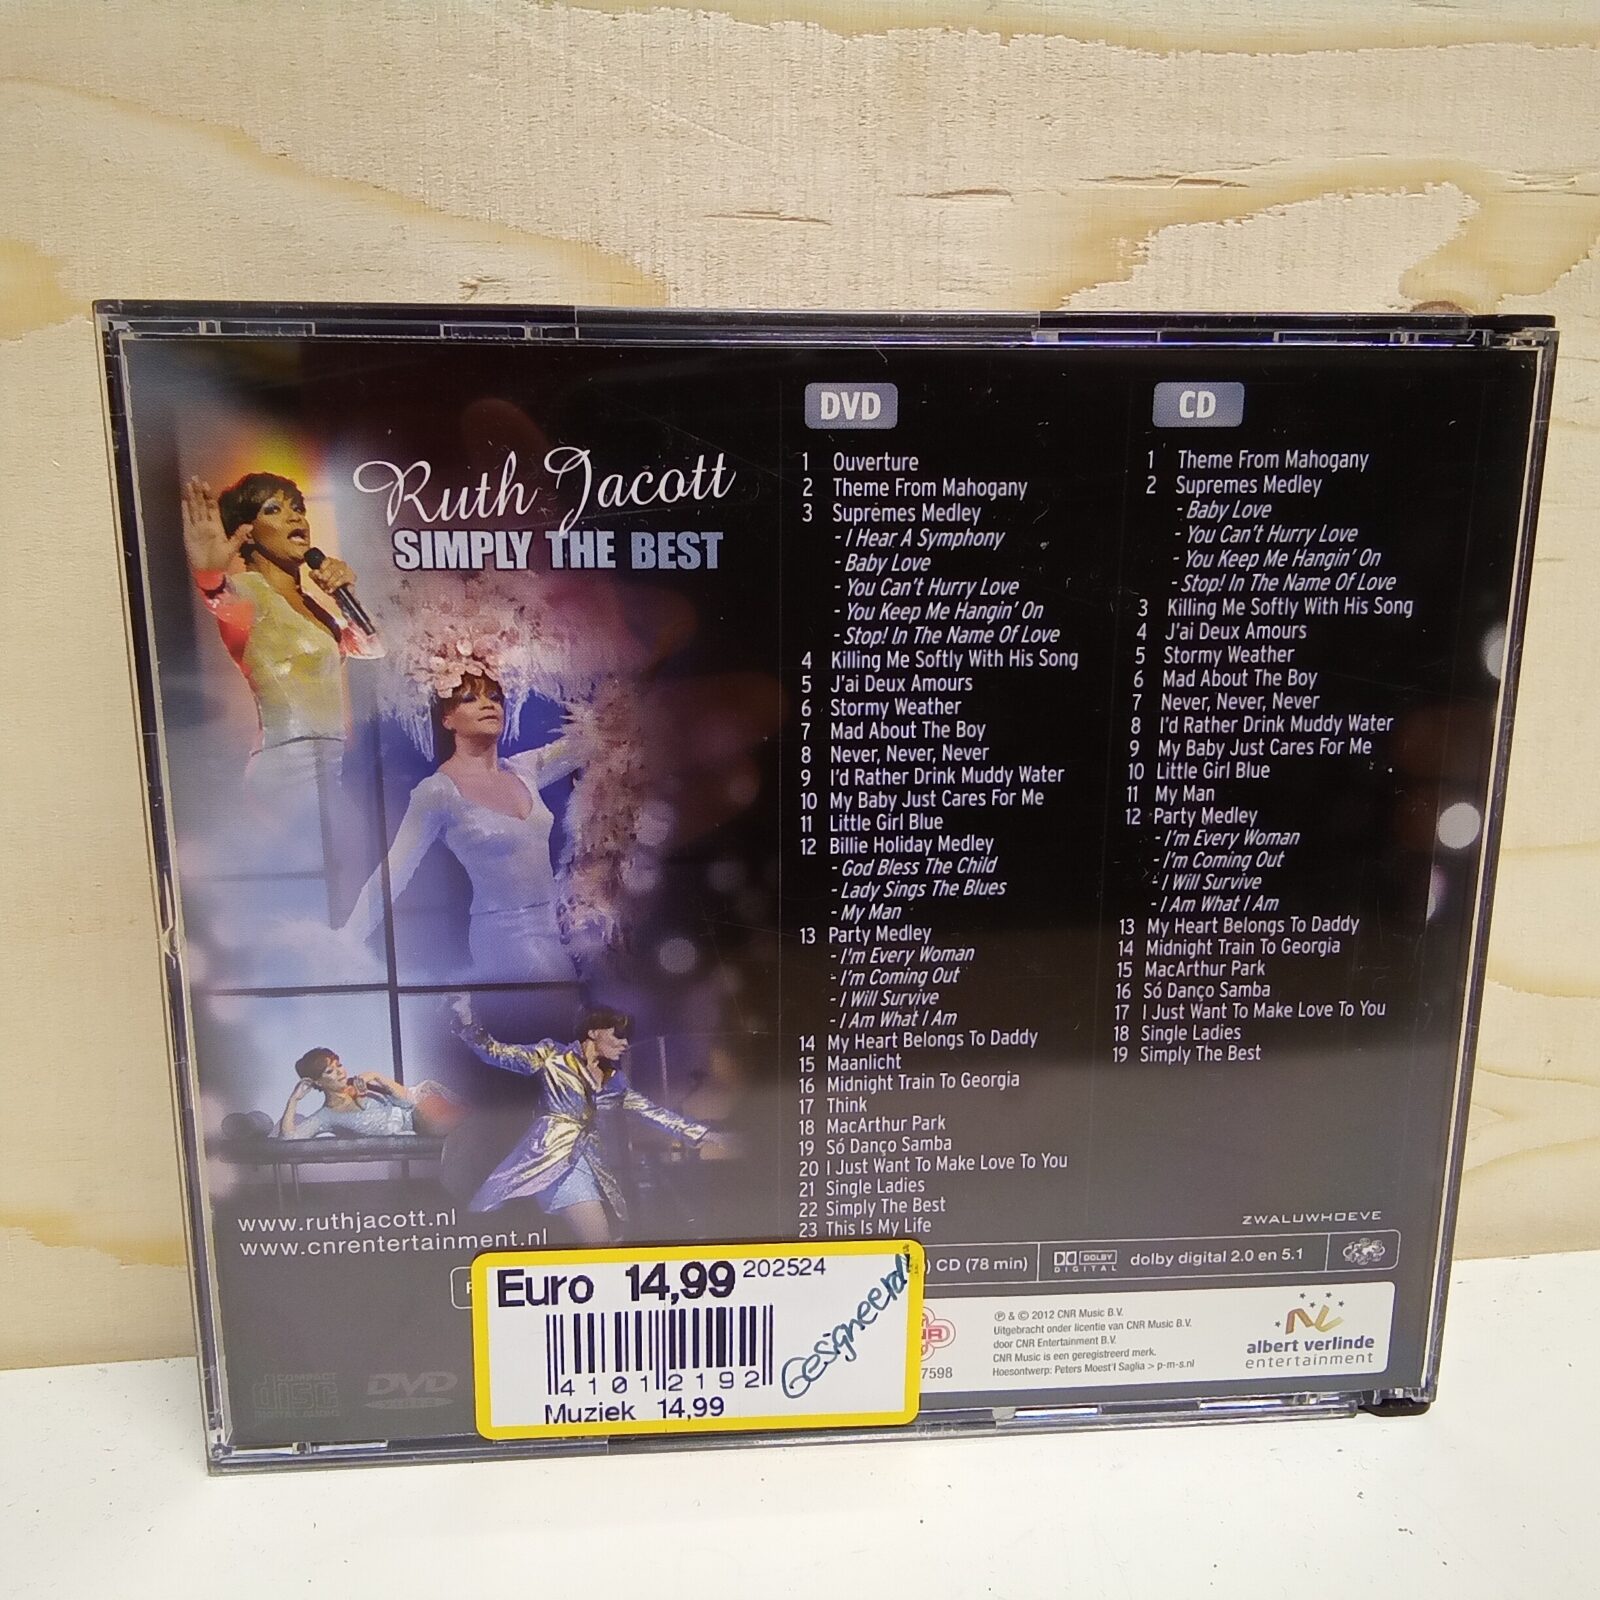 Ruth Jacott
SIMPLY THE BEST
www.ruthjacott.nl
www.cnrentertainment.nl
DVD
1 Ouverture
2 Theme From Mahogany
3 Supremes Medley
- I Hear A Symphony
- Baby Love
- You Can't Hurry Love
- You Keep Me Hangin' On
- Stop! In The Name Of Love
4 Killing Me Softly With His Song
5 J'ai Deux Amours
6 Stormy Weather
7 Mad About The Boy
8 Never, Never, Never
9 I'd Rather Drink Muddy Water
10 My Baby Just Cares For Me
11 Little Girl Blue
12 Billie Holiday Medley
- God Bless The Child
- Lady Sings The Blues
- My Man
13 Party Medley
- I'm Every Woman
- I'm Coming Out
- I Will Survive
- I Am What I Am
14 My Heart Belongs To Daddy
15 Maanlicht
16 Midnight Train To Georgia
17 Think
18 MacArthur Park
19 Só Danço Samba
20 I Just Want To Make Love To You
21 Single Ladies
22 Simply The Best
23 This Is My Life
CD
1 Theme From Mahogany
2 Supremes Medley
- Baby Love
- You Can't Hurry Love
- You Keep Me Hangin' On
- Stop! In The Name Of Love
3 Killing Me Softly With His Song
4 J'ai Deux Amours
5 Stormy Weather
6 Mad About The Boy
7 Never, Never, Never
8 I'd Rather Drink Muddy Water
9 My Baby Just Cares For Me
10 Little Girl Blue
11 My Man
12 Party Medley
- I'm Every Woman
- I'm Coming Out
- I Will Survive
- I Am What I Am
13 My Heart Belongs To Daddy
14 Midnight Train To Georgia
15 MacArthur Park
16 Só Danço Samba
17 I Just Want To Make Love To You
18 Single Ladies
19 Simply The Best
ZWALUWHOEVE
) CD (78 min)
DOLBY
DIGITAL
dolby digital 2.0 en 5.1
Euro 14,99 202524
41012192
Muziek 14,99
Gesigneerd!
7598
℗ & © 2012 CNR Music B.V.
Uitgebracht onder licentie van CNR Music B.V.
door CNR Entertainment B.V.
CNR Music is een geregistreerd merk.
Hoesontwerp: Peters Moest'l Saglia > p-m-s.nl
albert verlinde
entertainment
COMPACT
disc
DIGITAL AUDIO
DVD
VIDEO